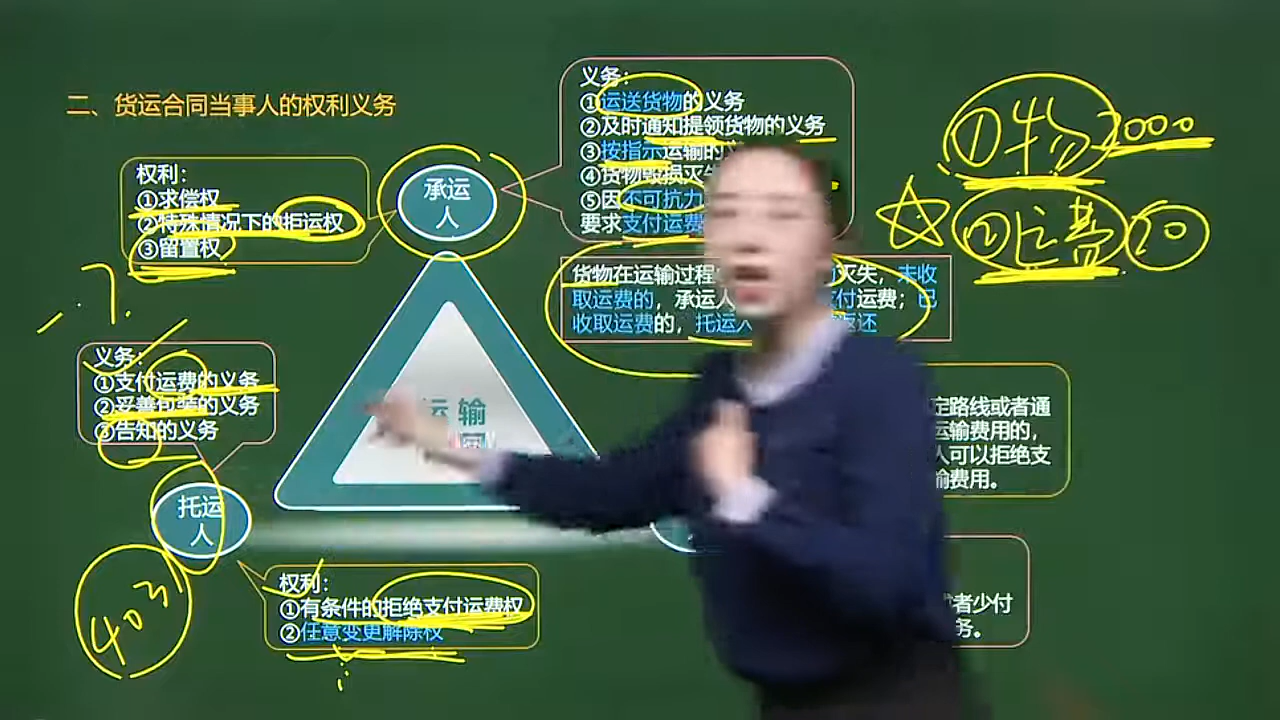 二、货运合同当事人的权利义务
权利：
①求偿权
②特殊情况下的拒运权
③留置权
承运
人
义务：
①运送货物的义务
②及时通知提领货物的义务
③按指示运输的
④货物毁损灭
⑤因不可抗力
要求支付运费
①物 2000
②运费 20
货物在运输过程 灭失，未收
取运费的，承运人 付运费；已
收取运费的，托运人 返还
义务：
①支付运费的义务
②妥善包装的义务
③告知的义务
运输
定路线或者通
运输费用的，
人可以拒绝支
输费用。
托运
人
403
权利：
①有条件的拒绝支付运费权
②任意变更解除权
者少付
务。